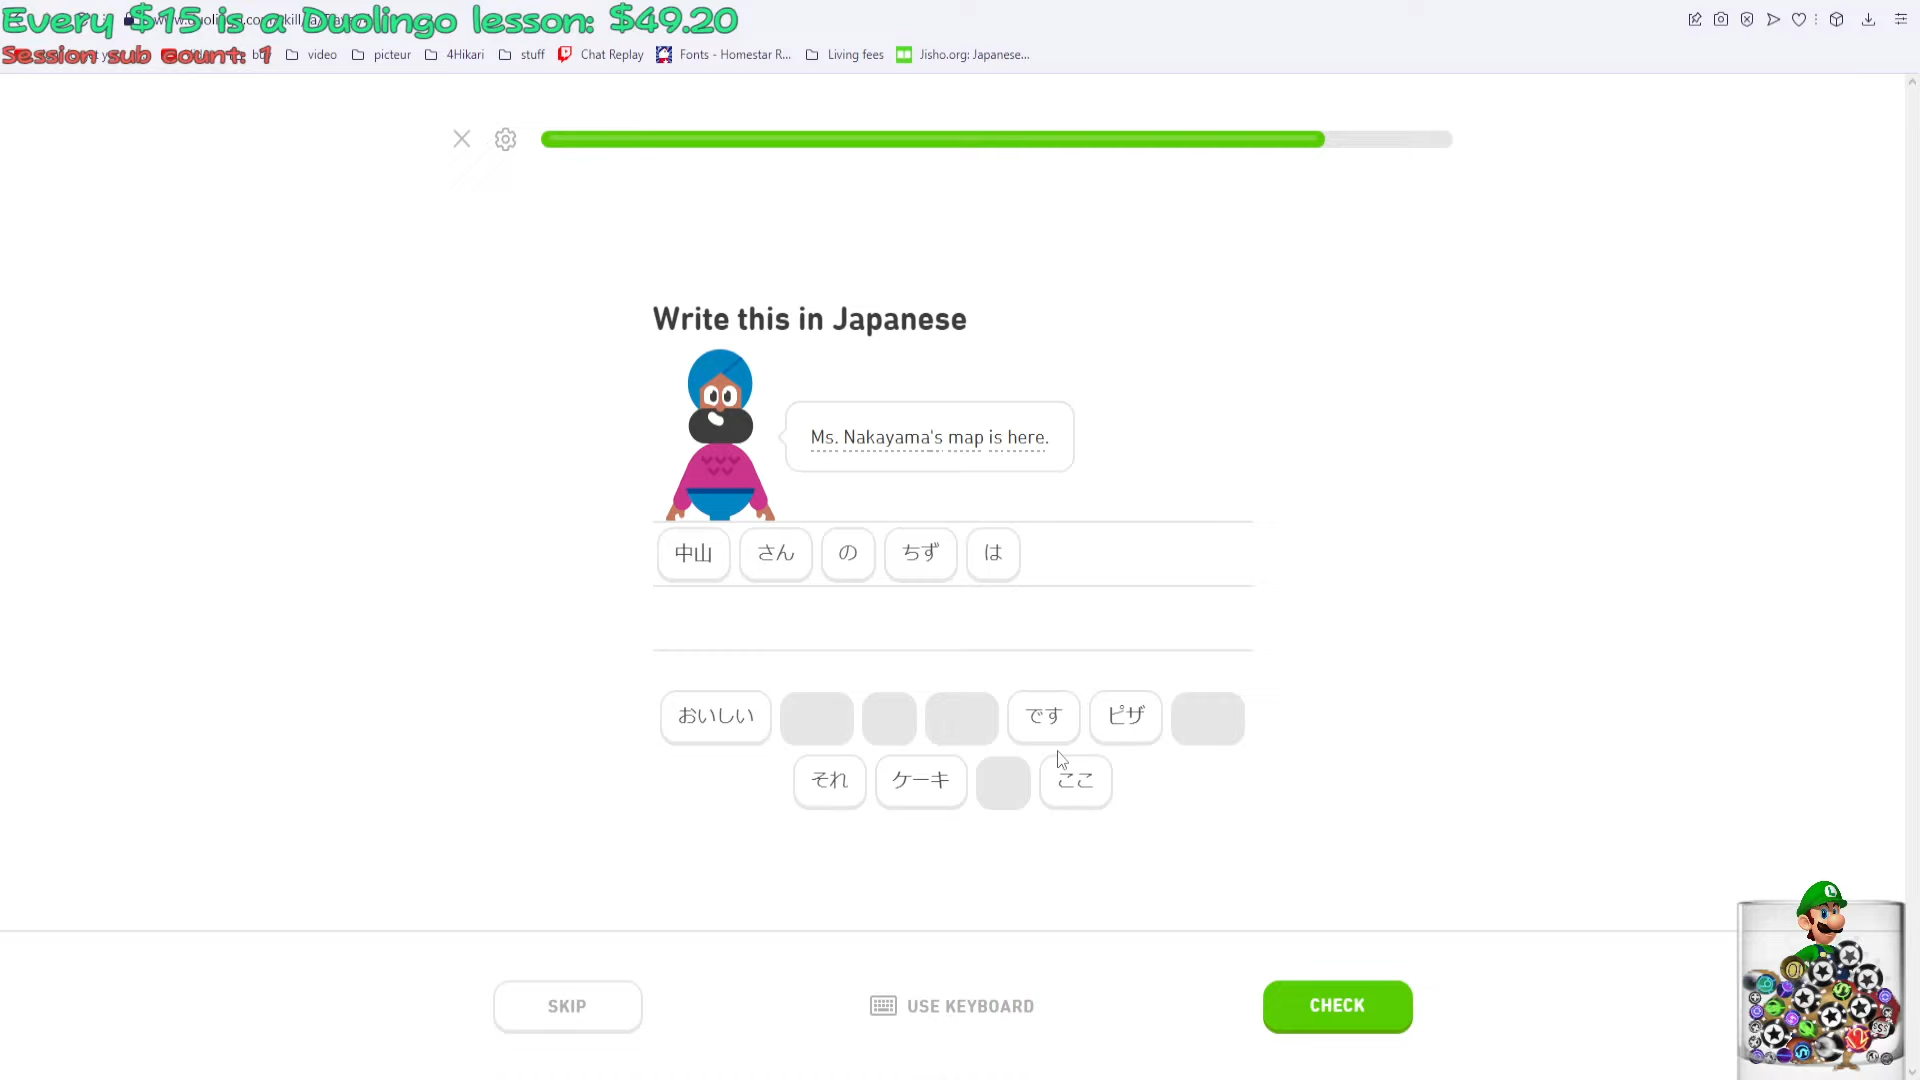 Every $15 is a Duolingo lesson: $49.20
Session sub count: 1
video
picteur
4Hikari
stuff
Chat Replay
Fonts - Homestar R...
Living fees
Jisho.org: Japanese...
Write this in Japanese
Ms. Nakayama's map is here.
中山 さん の ちず は
おいしい です ピザ
それ ケーキ ここ
SKIP
USE KEYBOARD
CHECK